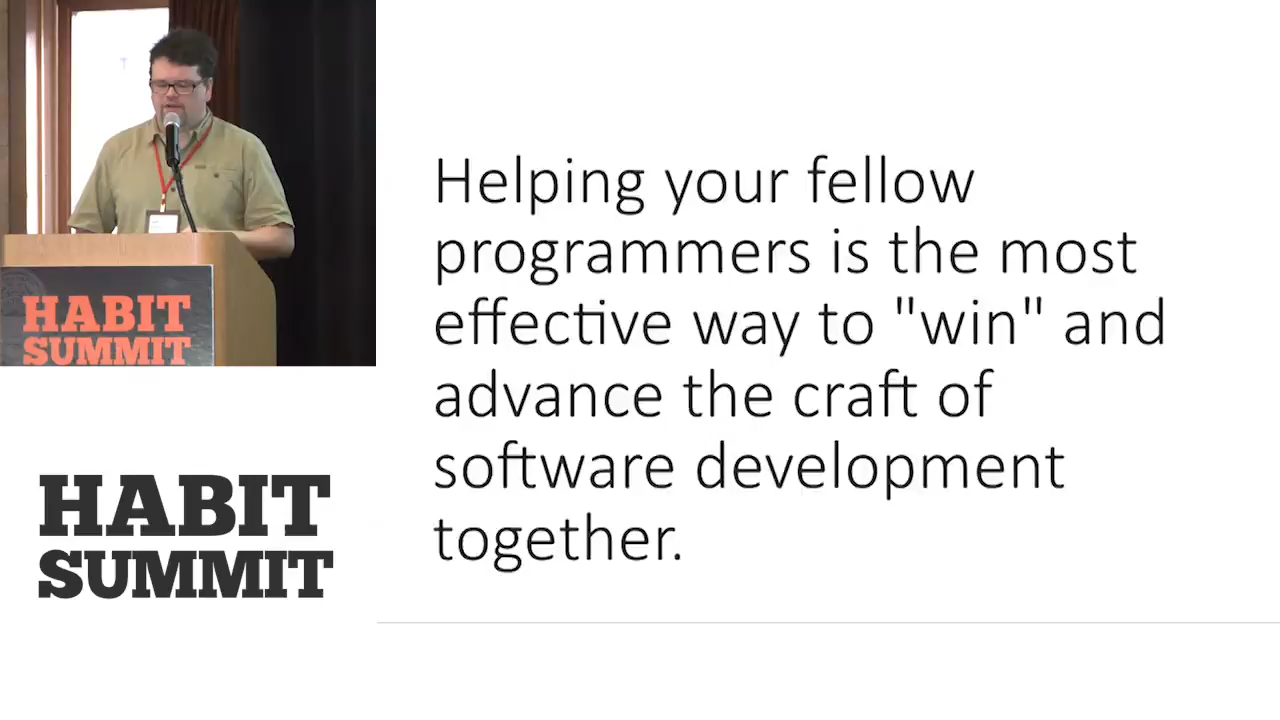 HABIT
SUMMIT
Helping your fellow
programmers is the most
effective way to "win" and
advance the craft of
software development
together.
HABIT
SUMMIT